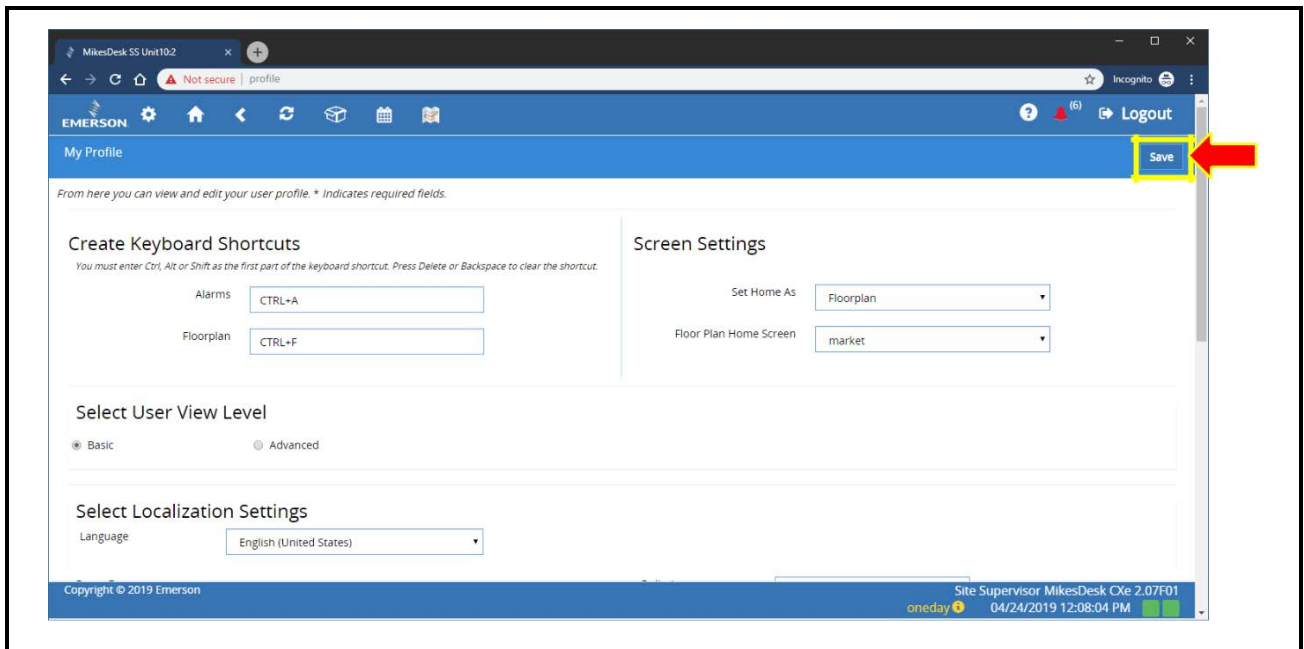 MikesDesk SS Unit10:2
Not secure | profile
Incognito
EMERSON
(6)
Logout
My Profile
Save
From here you can view and edit your user profile. * Indicates required fields.
Create Keyboard Shortcuts
You must enter Ctrl, Alt or Shift as the first part of the keyboard shortcut. Press Delete or Backspace to clear the shortcut.
Alarms
CTRL+A
Floorplan
CTRL+F
Screen Settings
Set Home As
Floorplan
Floor Plan Home Screen
market
Select User View Level
Basic
Advanced
Select Localization Settings
Language
English (United States)
Copyright © 2019 Emerson
Site Supervisor MikesDesk CXe 2.07F01
oneday
04/24/2019 12:08:04 PM